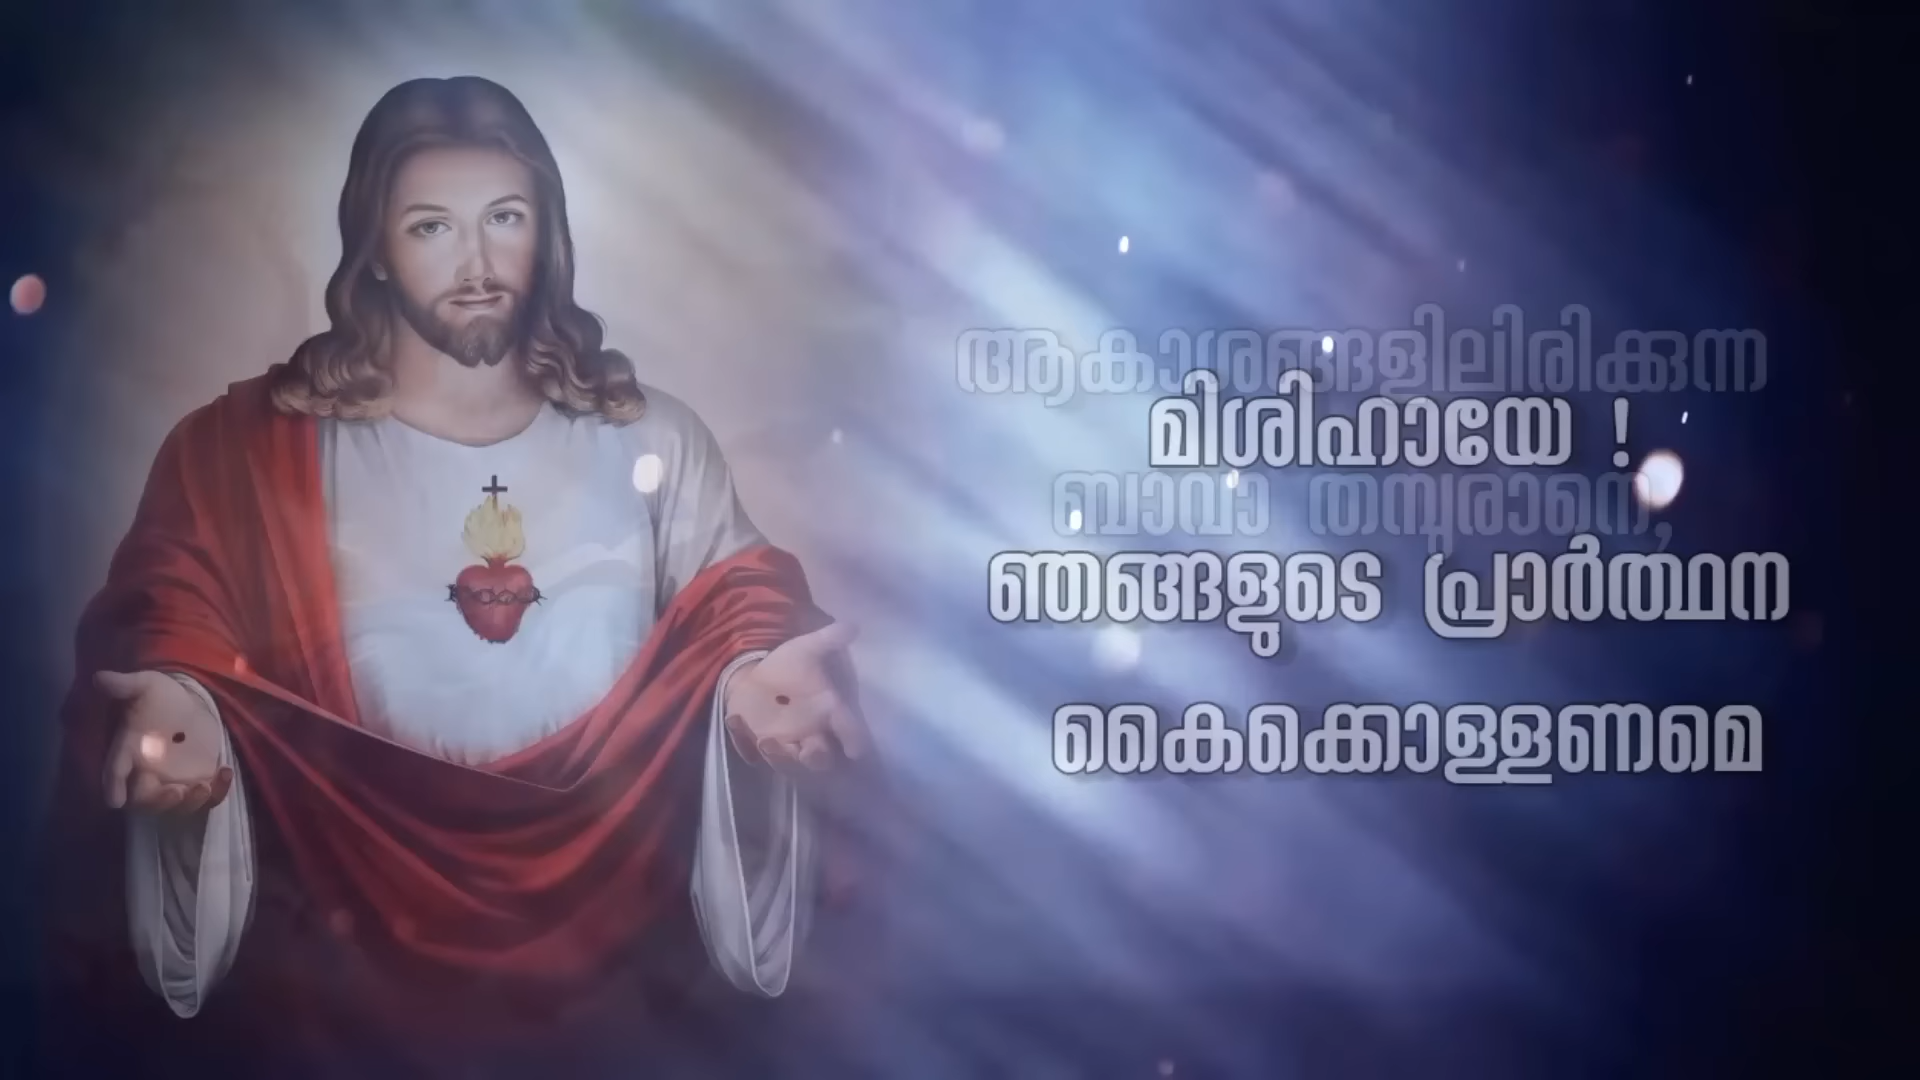 ആകാശങ്ങളിലിരിക്കുന്ന
മിശിഹായേ !
ബാവാ തമ്പുരാനെ,
ഞങ്ങളുടെ പ്രാർത്ഥന
കൈക്കൊള്ളണമെ